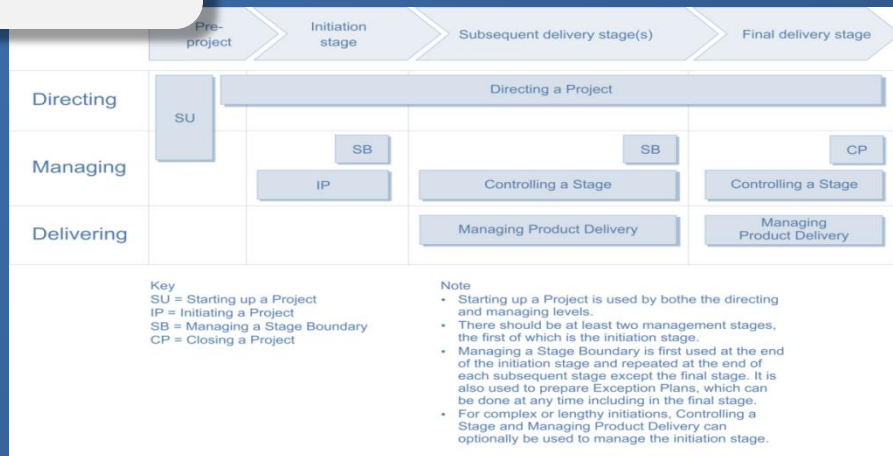 Pre-
project
Initiation
stage
Subsequent delivery stage(s)
Final delivery stage
Directing
SU
Directing a Project
Managing
SB
SB
CP
IP
Controlling a Stage
Controlling a Stage
Delivering
Managing Product Delivery
Managing
Product Delivery
Key
SU = Starting up a Project
IP = Initiating a Project
SB = Managing a Stage Boundary
CP = Closing a Project
Note
• Starting up a Project is used by bothe the directing
and managing levels.
• There should be at least two management stages,
the first of which is the initiation stage.
• Managing a Stage Boundary is first used at the end
of the initiation stage and repeated at the end of
each subsequent stage except the final stage. It is
also used to prepare Exception Plans, which can
be done at any time including in the final stage.
• For complex or lengthy initiations, Controlling a
Stage and Managing Product Delivery can
optionally be used to manage the initiation stage.